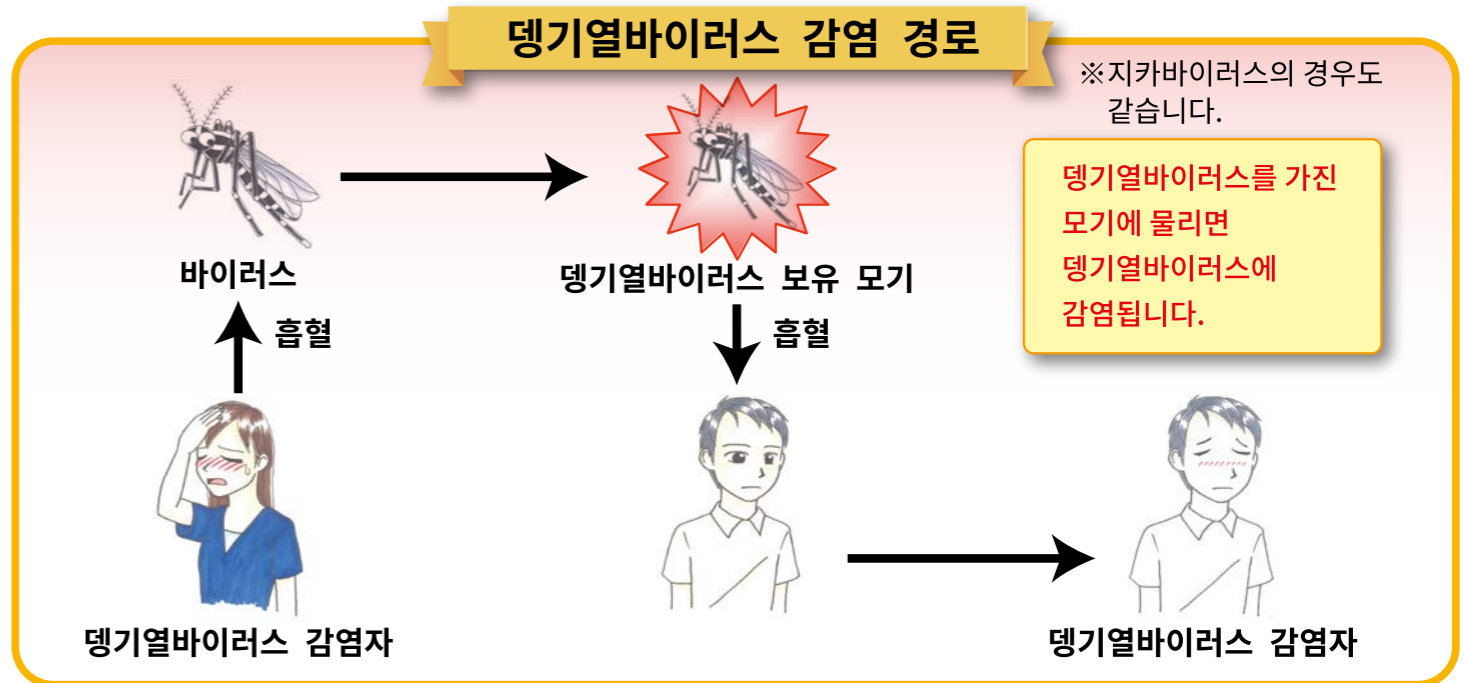 뎅기열바이러스 감염 경로
※지카바이러스의 경우도
같습니다.
뎅기열바이러스를 가진
모기에 물리면
뎅기열바이러스에
감염됩니다.
바이러스
뎅기열바이러스 보유 모기
흡혈
흡혈
뎅기열바이러스 감염자
뎅기열바이러스 감염자